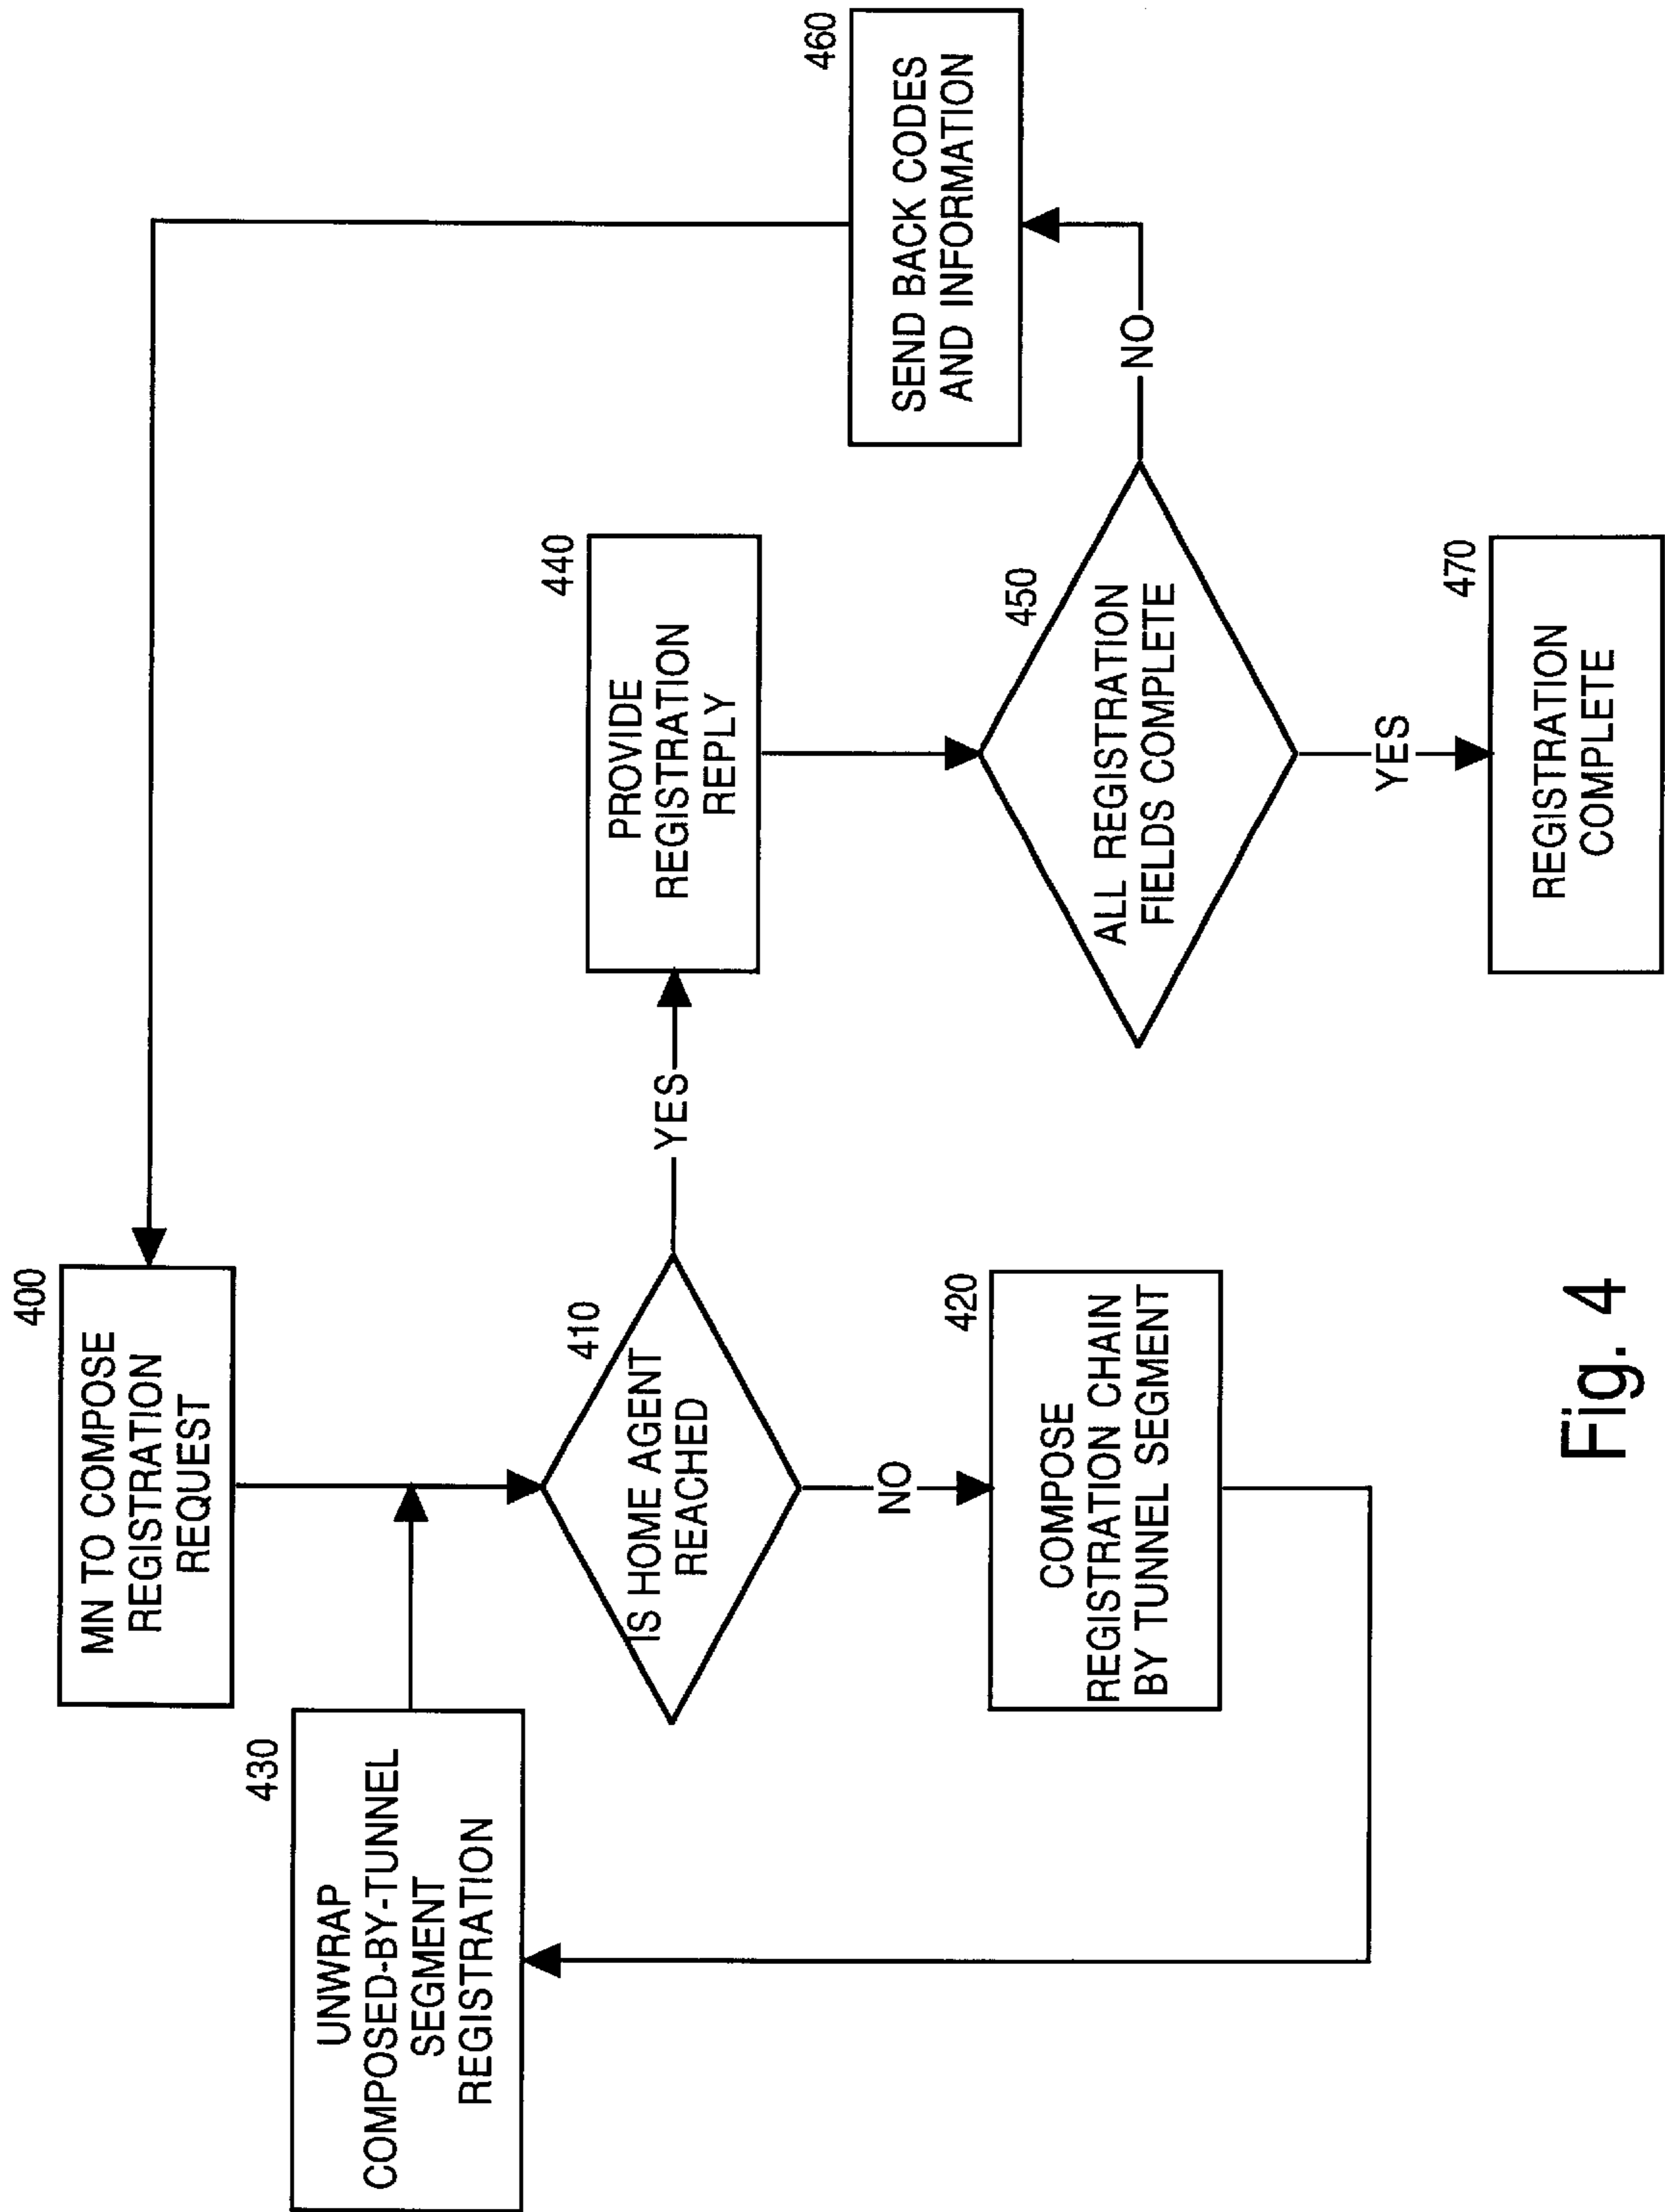 400
MN TO COMPOSE
REGISTRATION
REQUEST
430
UNWRAP
COMPOSED-BY-TUNNEL
SEGMENT
REGISTRATION
410
IS HOME AGENT
REACHED
YES
NO
420
COMPOSE
REGISTRATION CHAIN
BY TUNNEL SEGMENT
440
PROVIDE
REGISTRATION
REPLY
450
ALL REGISTRATION
FIELDS COMPLETE
NO
YES
460
SEND BACK CODES
AND INFORMATION
470
REGISTRATION
COMPLETE
Fig. 4